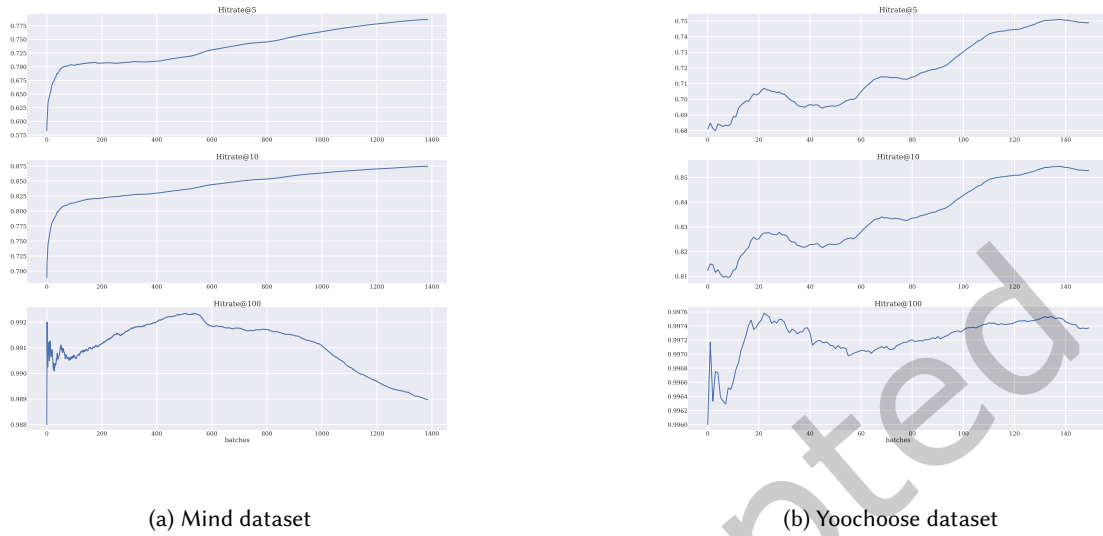 Hitrate@5
0.775
0.750
0.725
0.700
0.675
0.650
0.625
0.600
0.575
0 200 400 600 800 1000 1200 1400
Hitrate@10
0.875
0.850
0.825
0.800
0.775
0.750
0.725
0.700
0 200 400 600 800 1000 1200 1400
Hitrate@100
0.992
0.991
0.990
0.989
0.988
0 200 400 600 800 1000 1200 1400
batches
(a) Mind dataset
Hitrate@5
0.75
0.74
0.73
0.72
0.71
0.70
0.69
0.68
0 20 40 60 80 100 120 140
Hitrate@10
0.85
0.84
0.83
0.82
0.81
0 20 40 60 80 100 120 140
Hitrate@100
0.9976
0.9974
0.9972
0.9970
0.9968
0.9966
0.9964
0.9962
0.9960
0 20 40 60 80 100 120 140
batches
(b) Yoochoose dataset
pted